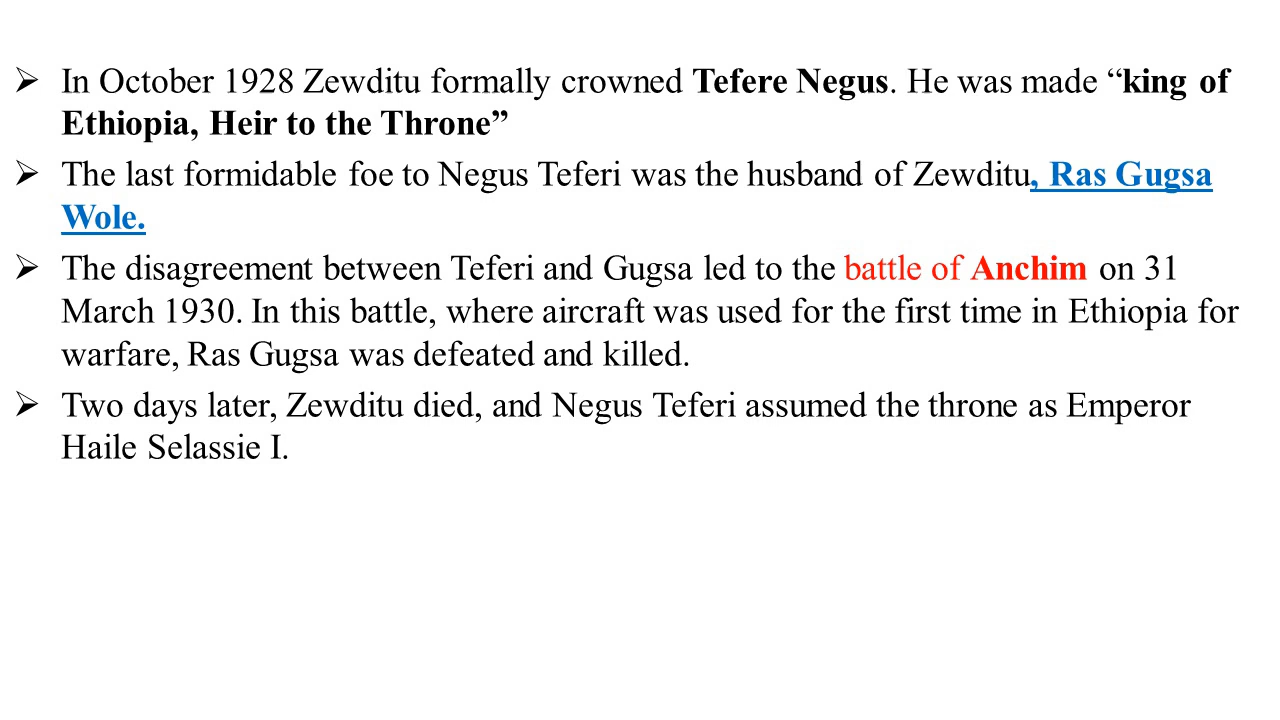 ➢ In October 1928 Zewditu formally crowned Tefere Negus. He was made “king of
Ethiopia, Heir to the Throne”
➢ The last formidable foe to Negus Teferi was the husband of Zewditu, Ras Gugsa
Wole.
➢ The disagreement between Teferi and Gugsa led to the battle of Anchim on 31
March 1930. In this battle, where aircraft was used for the first time in Ethiopia for
warfare, Ras Gugsa was defeated and killed.
➢ Two days later, Zewditu died, and Negus Teferi assumed the throne as Emperor
Haile Selassie I.